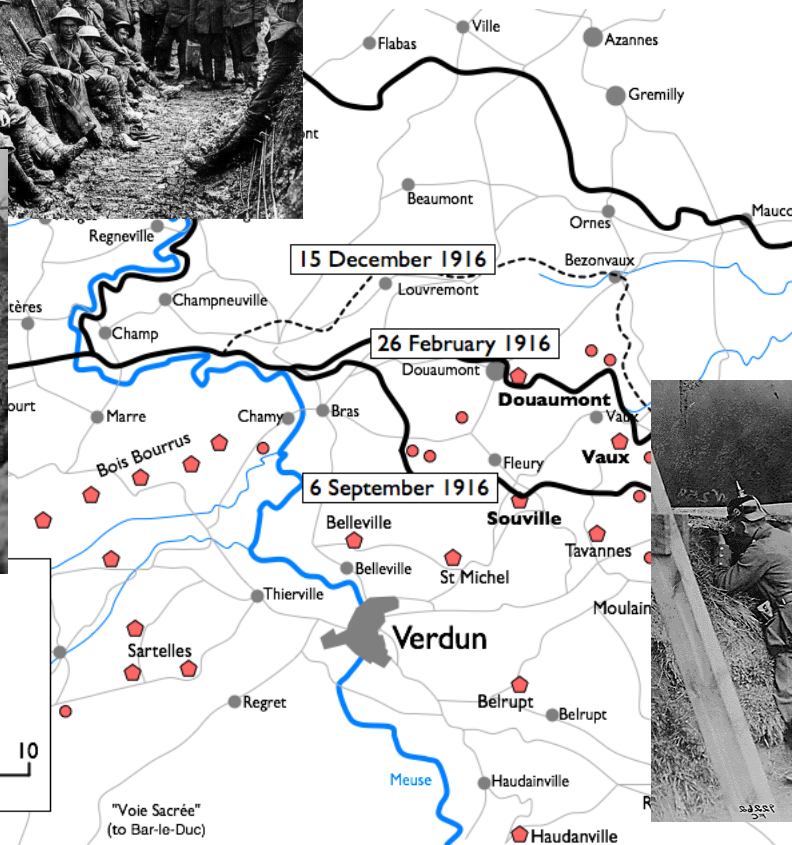 Ville
Flabas
Azannes
Gremilly
Beaumont
Ornes
Regneville
15 December 1916
Bezonvaux
Louvremont
Champneuville
Champ
26 February 1916
Douaumont
Douaumont
Marre
Chamy
Bras
Vaux
Bois Bourrus
Vaux
Fleury
6 September 1916
Souville
Belleville
Tavannes
St Michel
Belleville
Thierville
Verdun
Sartelles
Belrupt
Regret
Belrupt
10
Meuse
Haudainville
"Voie Sacrée"
(to Bar-le-Duc)
Haudanville